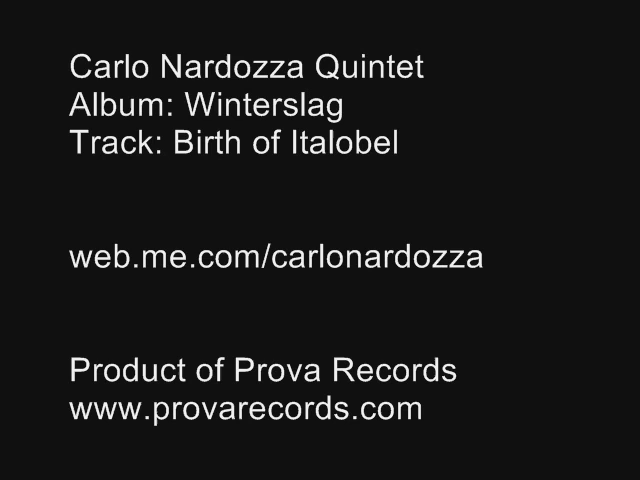 Carlo Nardozza Quintet
Album: Winterslag
Track: Birth of Italobel
web.me.com/carlonardozza
Product of Prova Records
www.provarecords.com